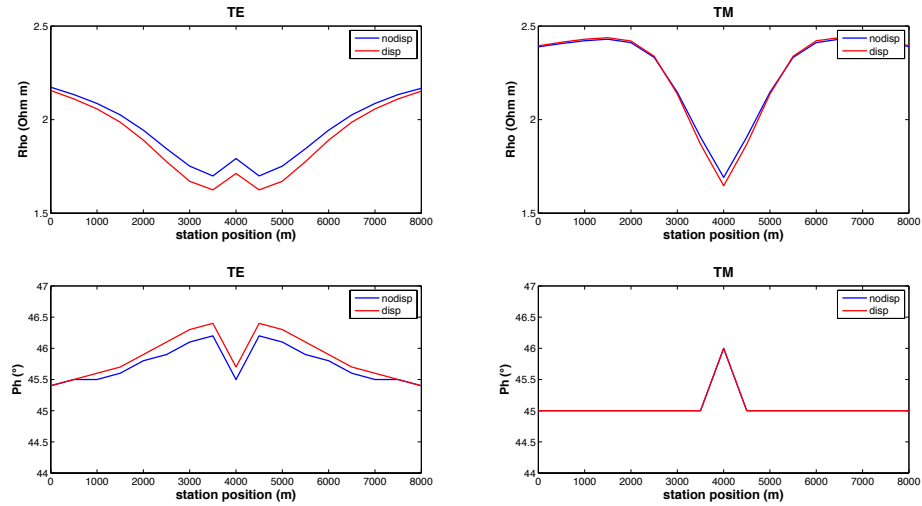 TE
2.5
2
1.5
Rho (Ohm m)
nodisp
disp
0 1000 2000 3000 4000 5000 6000 7000 8000
station position (m)
TM
2.5
2
1.5
Rho (Ohm m)
nodisp
disp
0 1000 2000 3000 4000 5000 6000 7000 8000
station position (m)
TE
47
46.5
46
45.5
45
44.5
44
Ph (°)
nodisp
disp
0 1000 2000 3000 4000 5000 6000 7000 8000
station position (m)
TM
47
46.5
46
45.5
45
44.5
44
Ph (°)
nodisp
disp
0 1000 2000 3000 4000 5000 6000 7000 8000
station position (m)